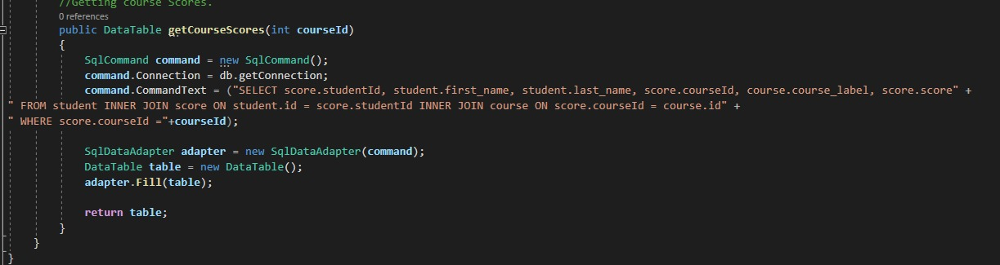 //Getting course Scores.
0 references
public DataTable getCourseScores(int courseId)
{
SqlCommand command = new SqlCommand();
command.Connection = db.getConnection;
command.CommandText = ("SELECT score.studentId, student.first_name, student.last_name, score.courseId, course.course_label, score.score" +
" FROM student INNER JOIN score ON student.id = score.studentId INNER JOIN course ON score.courseId = course.id" +
" WHERE score.courseId ="+courseId);
SqlDataAdapter adapter = new SqlDataAdapter(command);
DataTable table = new DataTable();
adapter.Fill(table);
return table;
}
}
}